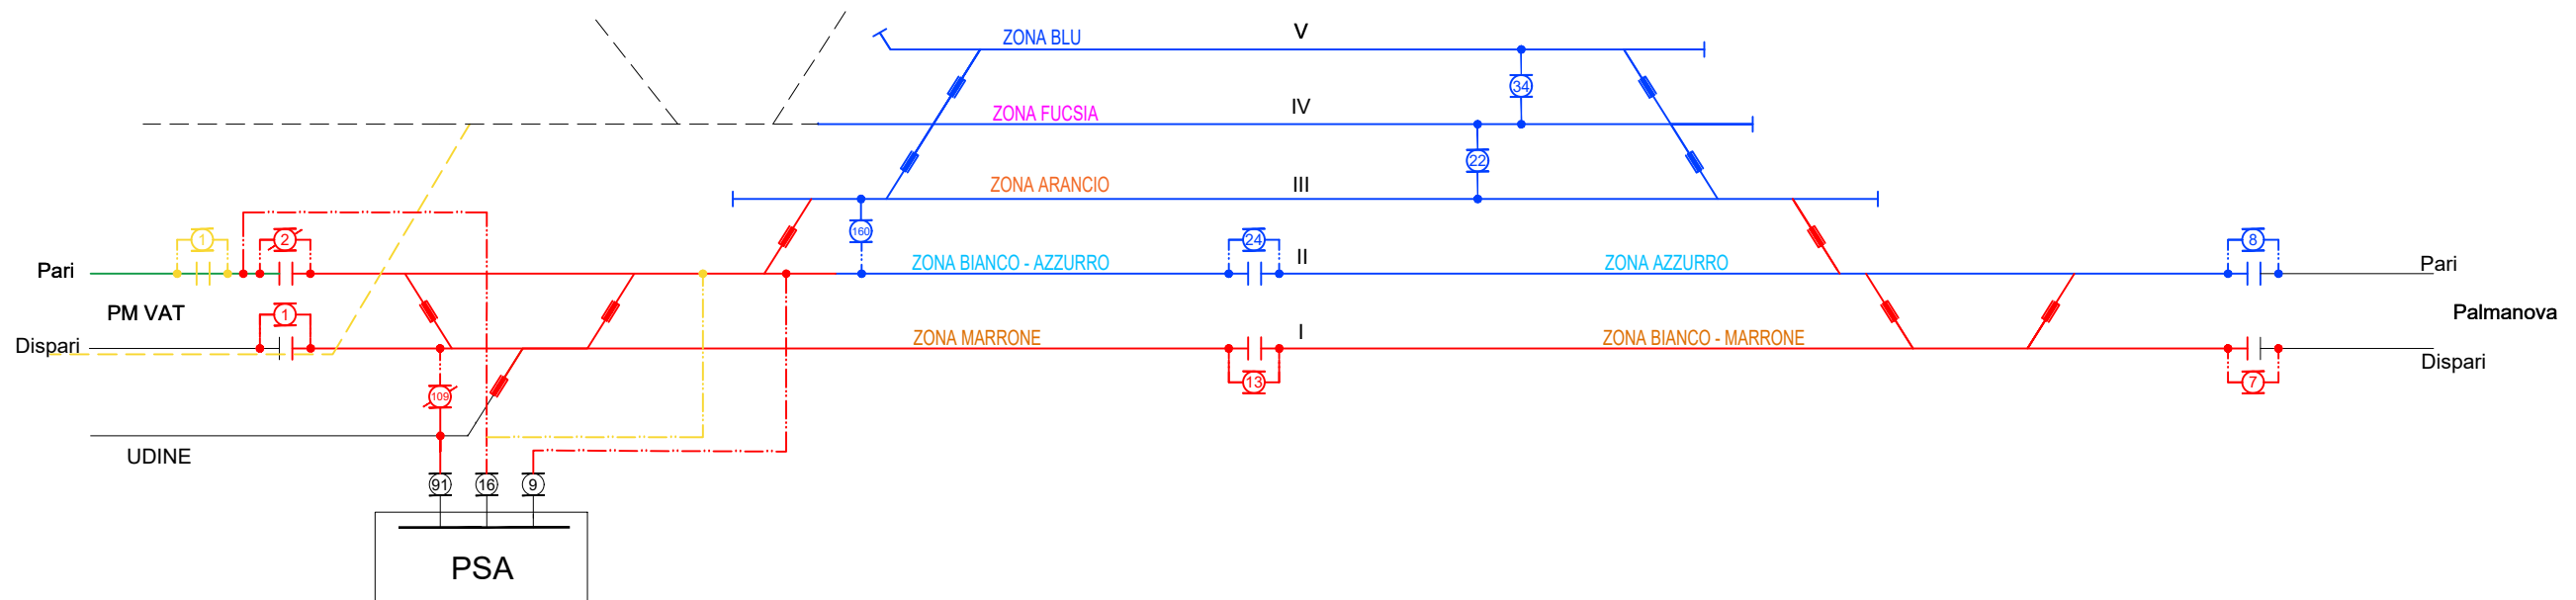 ZONA BLU V
34
ZONA FUCSIA IV
22
ZONA ARANCIO III
1 2 160 24 8
Pari ZONA BIANCO - AZZURRO II ZONA AZZURRO Pari
PM VAT 1 Palmanova
Dispari ZONA MARRONE I ZONA BIANCO - MARRONE Dispari
109 13 7
UDINE
91 16 9
PSA